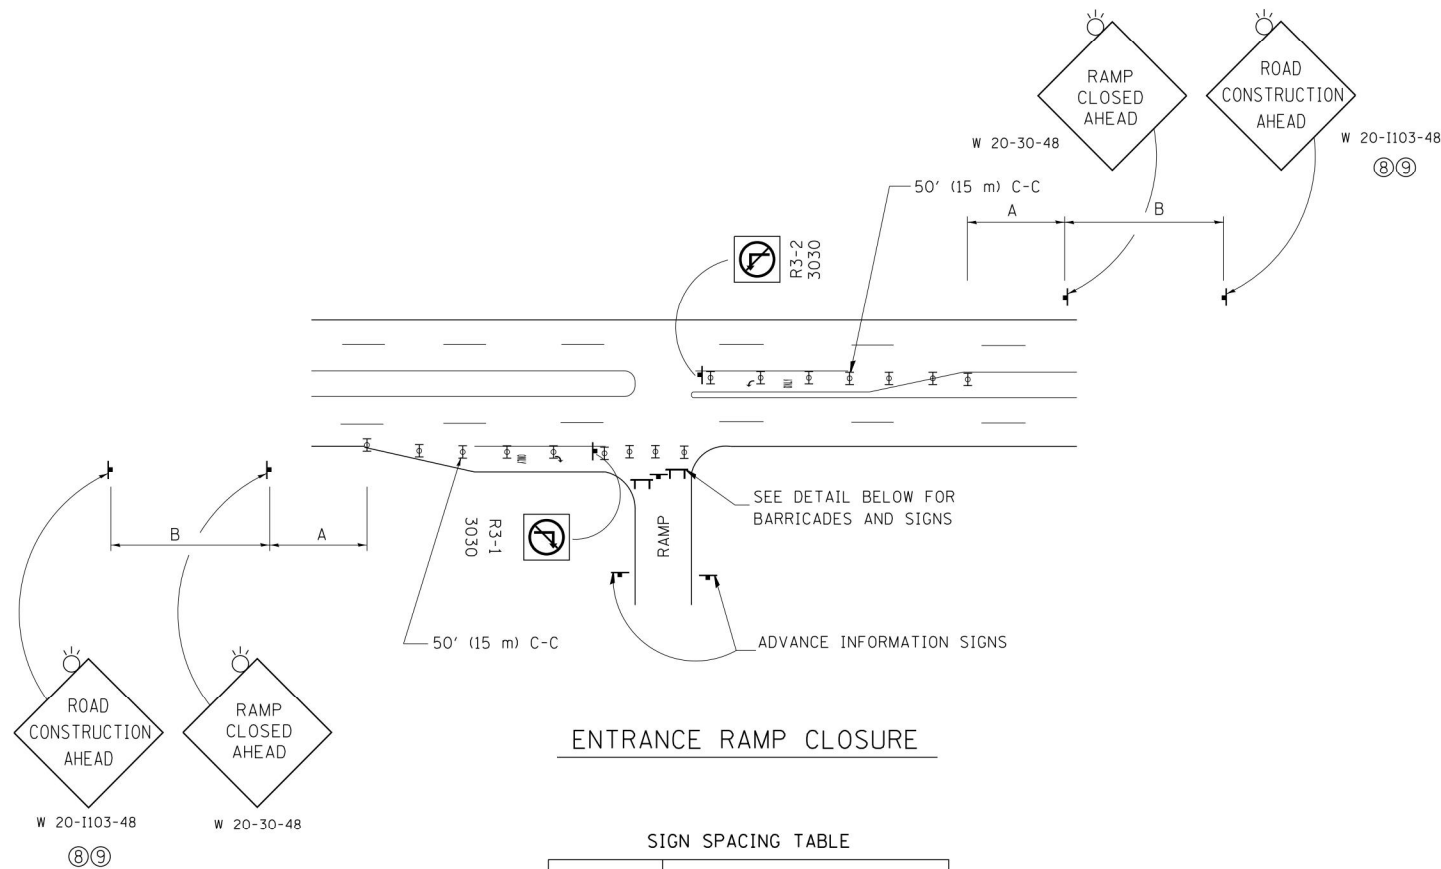 RAMP
CLOSED
AHEAD
W 20-30-48
ROAD
CONSTRUCTION
AHEAD
W 20-I103-48
⑧⑨
50' (15 m) C-C
A
B
R3-2
3030
B
A
R3-1
3030
RAMP
SEE DETAIL BELOW FOR
BARRICADES AND SIGNS
50' (15 m) C-C
ADVANCE INFORMATION SIGNS
ROAD
CONSTRUCTION
AHEAD
W 20-I103-48
⑧⑨
RAMP
CLOSED
AHEAD
W 20-30-48
ENTRANCE RAMP CLOSURE
SIGN SPACING TABLE